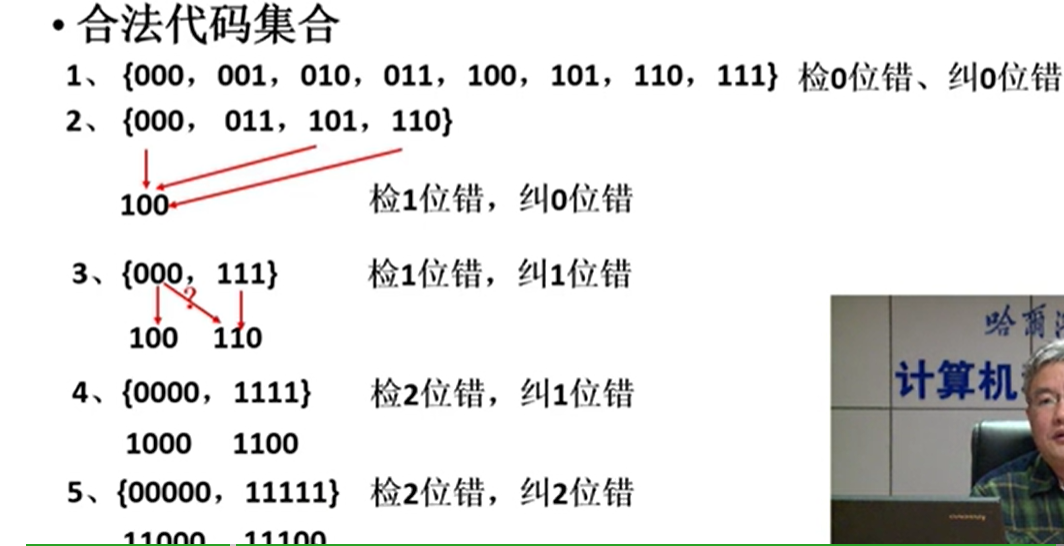 • 合法代码集合
1、 {000， 001， 010， 011， 100， 101， 110， 111} 检0位错、纠0位错
2、 {000， 011， 101， 110}
100 检1位错，纠0位错
3、 {000， 111} 检1位错，纠1位错
?
100 110
4、 {0000， 1111} 检2位错，纠1位错
1000 1100
5、 {00000， 11111} 检2位错，纠2位错
11000 11100
哈爾
计算机